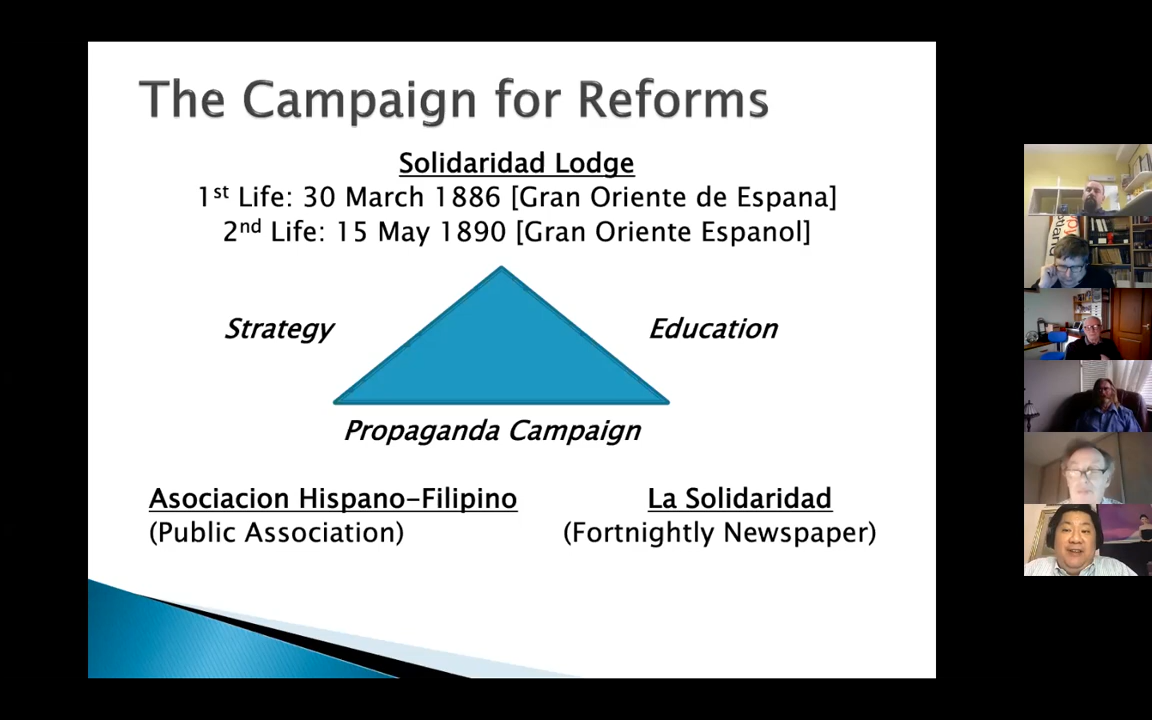 The Campaign for Reforms
Solidaridad Lodge
1st Life: 30 March 1886 [Gran Oriente de Espana]
2nd Life: 15 May 1890 [Gran Oriente Espanol]
Strategy
Education
Propaganda Campaign
Asociacion Hispano-Filipino
La Solidaridad
(Public Association)
(Fortnightly Newspaper)